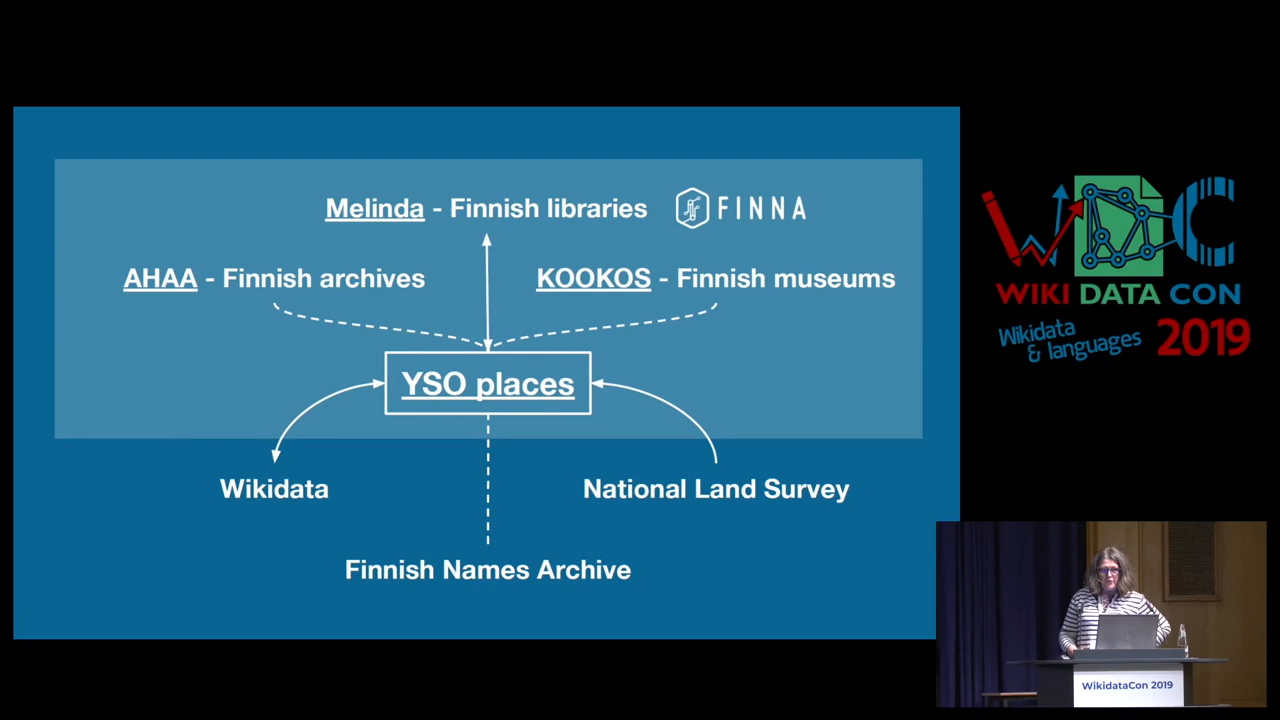 Melinda - Finnish libraries
FINNA
AHAA - Finnish archives
KOOKOS - Finnish museums
YSO places
Wikidata
National Land Survey
Finnish Names Archive
WDC
WIKI DATA CON
Wikidata
& languages
2019
WikidataCon 2019